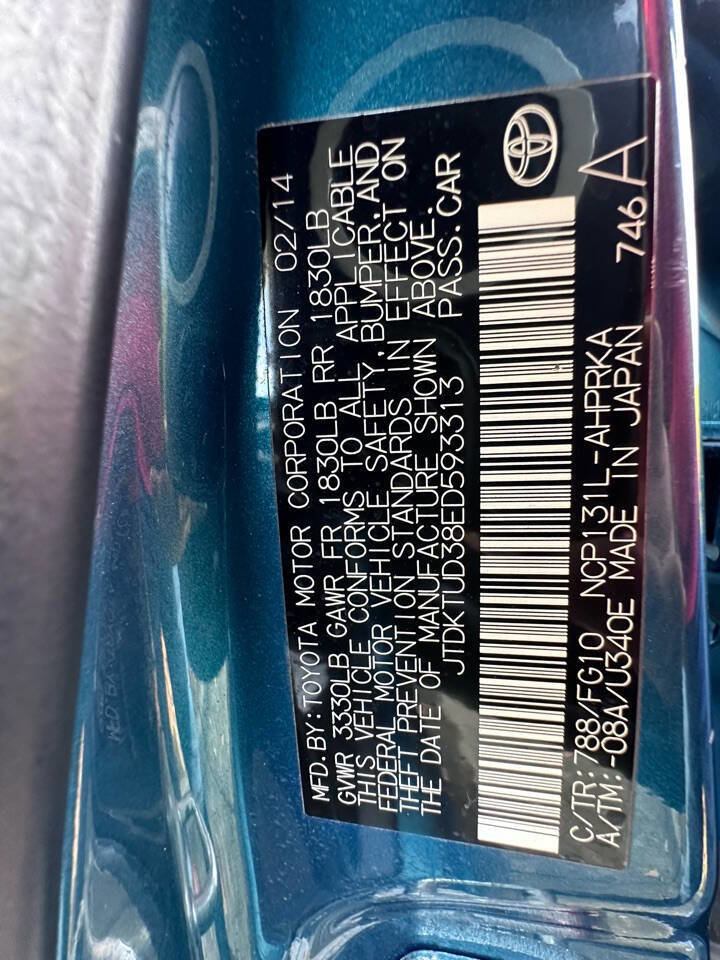 MFD. BY: TOYOTA MOTOR CORPORATION 02/14
GVWR 3330LB GAWR FR 1830LB RR 1830LB
THIS VEHICLE CONFORMS TO ALL APPLICABLE
FEDERAL MOTOR VEHICLE SAFETY, BUMPER, AND
THEFT PREVENTION STANDARDS IN EFFECT ON
THE DATE OF MANUFACTURE SHOWN ABOVE.
JTDKTUD38ED593313 PASS. CAR
C/TR: 788/FG10 NCP131L-AHPRKA
A/TM: -08A/U340E MADE IN JAPAN 746 A